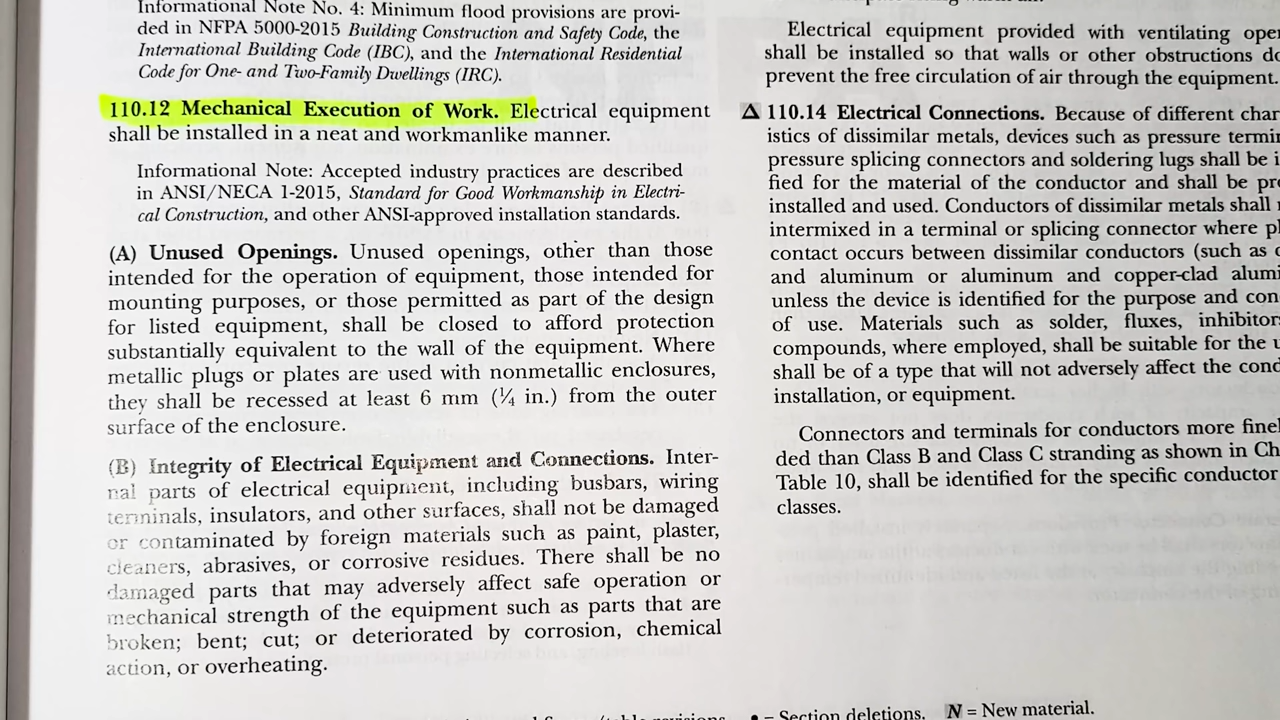 Informational Note No. 4: Minimum flood provisions are provi-
ded in NFPA 5000-2015 Building Construction and Safety Code, the
International Building Code (IBC), and the International Residential
Code for One- and Two-Family Dwellings (IRC).
110.12 Mechanical Execution of Work. Electrical equipment
shall be installed in a neat and workmanlike manner.
Informational Note: Accepted industry practices are described
in ANSI/NECA 1-2015, Standard for Good Workmanship in Electri-
cal Construction, and other ANSI-approved installation standards.
(A) Unused Openings. Unused openings, other than those
intended for the operation of equipment, those intended for
mounting purposes, or those permitted as part of the design
for listed equipment, shall be closed to afford protection
substantially equivalent to the wall of the equipment. Where
metallic plugs or plates are used with nonmetallic enclosures,
they shall be recessed at least 6 mm (¼ in.) from the outer
surface of the enclosure.
(B) Integrity of Electrical Equipment and Connections. Inter-
nal parts of electrical equipment, including busbars, wiring
terminals, insulators, and other surfaces, shall not be damaged
or contaminated by foreign materials such as paint, plaster,
cleaners, abrasives, or corrosive residues. There shall be no
damaged parts that may adversely affect safe operation or
mechanical strength of the equipment such as parts that are
broken; bent; cut; or deteriorated by corrosion, chemical
action, or overheating.
Electrical equipment provided with ventilating
shall be installed so that walls or other obstructions
prevent the free circulation of air through the equipment.
Δ 110.14 Electrical Connections. Because of different
istics of dissimilar metals, devices such as pressure
pressure splicing connectors and soldering lugs shall be
fied for the material of the conductor and shall be
installed and used. Conductors of dissimilar metals shall
intermixed in a terminal or splicing connector where
contact occurs between dissimilar conductors (such as
and aluminum or aluminum and copper-clad
unless the device is identified for the purpose and
of use. Materials such as solder, fluxes,
compounds, where employed, shall be suitable for the
shall be of a type that will not adversely affect the
installation, or equipment.
Connectors and terminals for conductors more
ded than Class B and Class C stranding as shown in
Table 10, shall be identified for the specific conductor
classes.
• = Section deletions. N = New material.